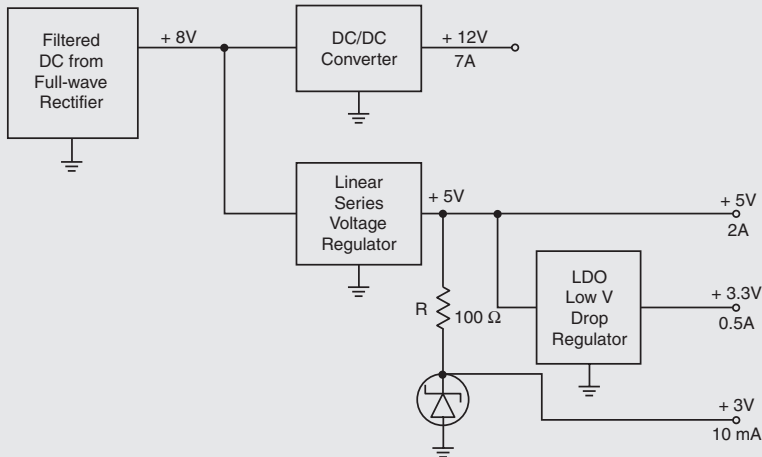 Filtered
DC from
Full-wave
Rectifier
+ 8V
DC/DC
Converter
+ 12V
7A
Linear
Series
Voltage
Regulator
+ 5V
+ 5V
2A
LDO
Low V
Drop
Regulator
+ 3.3V
0.5A
R
100 Ω
+ 3V
10 mA